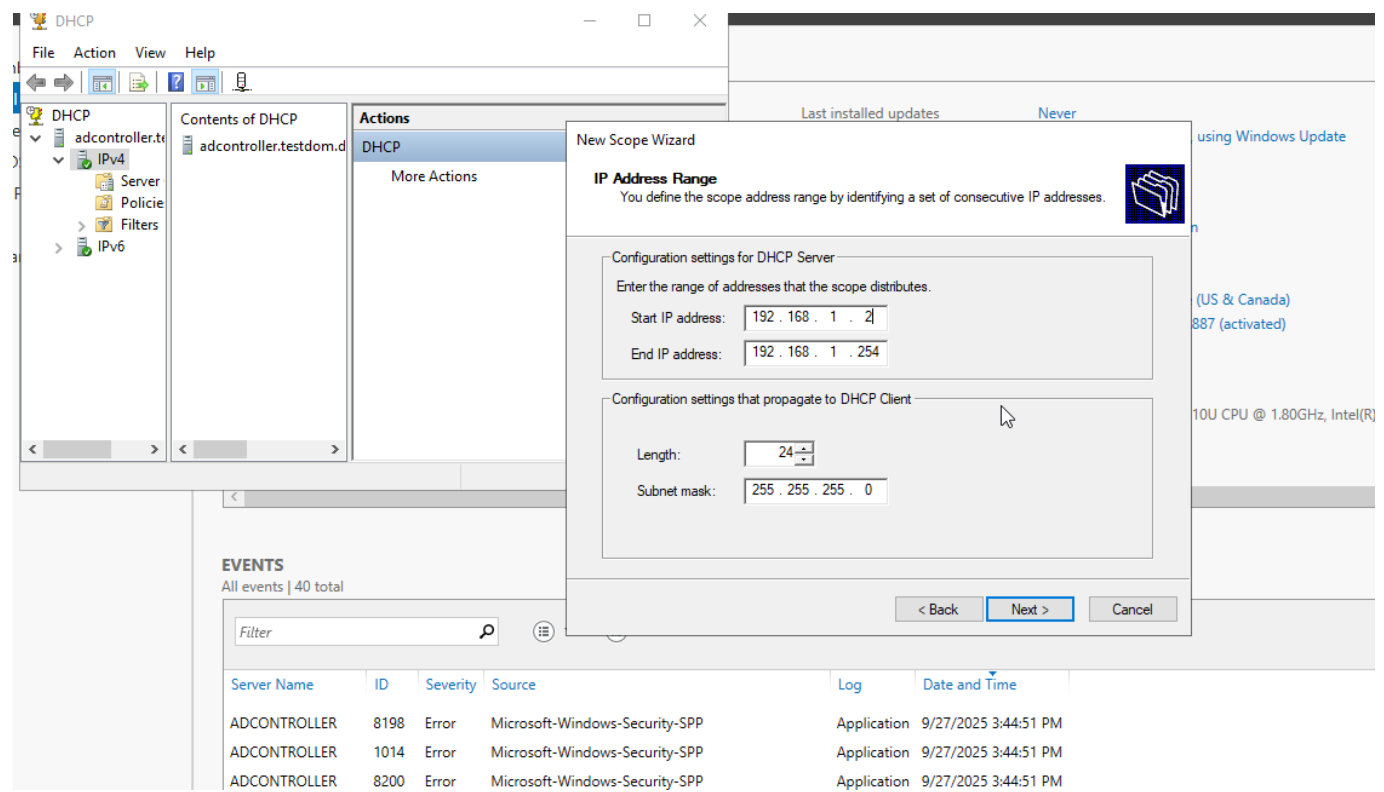 DHCP
File Action View Help
DHCP
adcontroller.te
IPv4
Server
Policie
Filters
IPv6
Contents of DHCP
adcontroller.testdom.d
Actions
DHCP
More Actions
Last installed updates Never
using Windows Update
(US & Canada)
887 (activated)
10U CPU @ 1.80GHz, Intel(R)
New Scope Wizard
IP Address Range
You define the scope address range by identifying a set of consecutive IP addresses.
Configuration settings for DHCP Server
Enter the range of addresses that the scope distributes.
Start IP address: 192 . 168 . 1 . 2
End IP address: 192 . 168 . 1 . 254
Configuration settings that propagate to DHCP Client
Length: 24
Subnet mask: 255 . 255 . 255 . 0
< Back Next > Cancel
EVENTS
All events | 40 total
Filter
Server Name ID Severity Source Log Date and Time
ADCONTROLLER 8198 Error Microsoft-Windows-Security-SPP Application 9/27/2025 3:44:51 PM
ADCONTROLLER 1014 Error Microsoft-Windows-Security-SPP Application 9/27/2025 3:44:51 PM
ADCONTROLLER 8200 Error Microsoft-Windows-Security-SPP Application 9/27/2025 3:44:51 PM